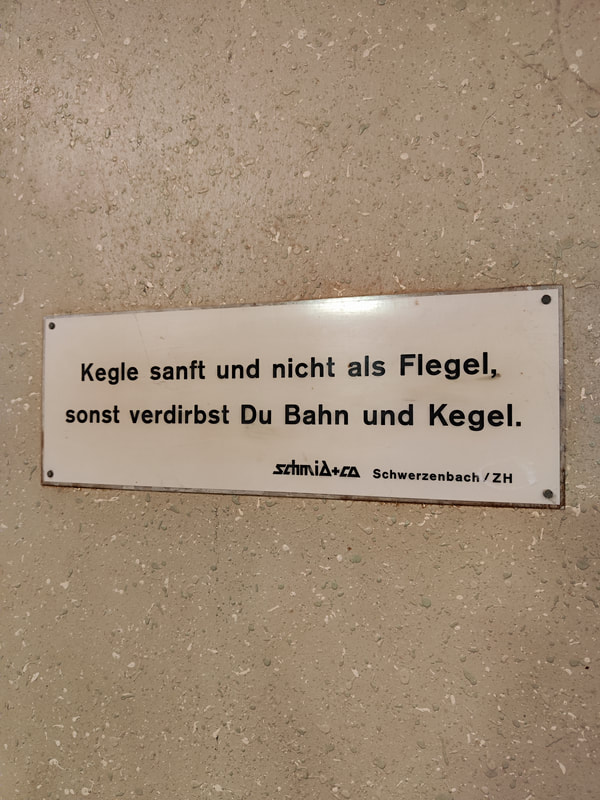 Kegle sanft und nicht als Flegel,
sonst verdirbst Du Bahn und Kegel.
schmid+co Schwerzenbach/ZH